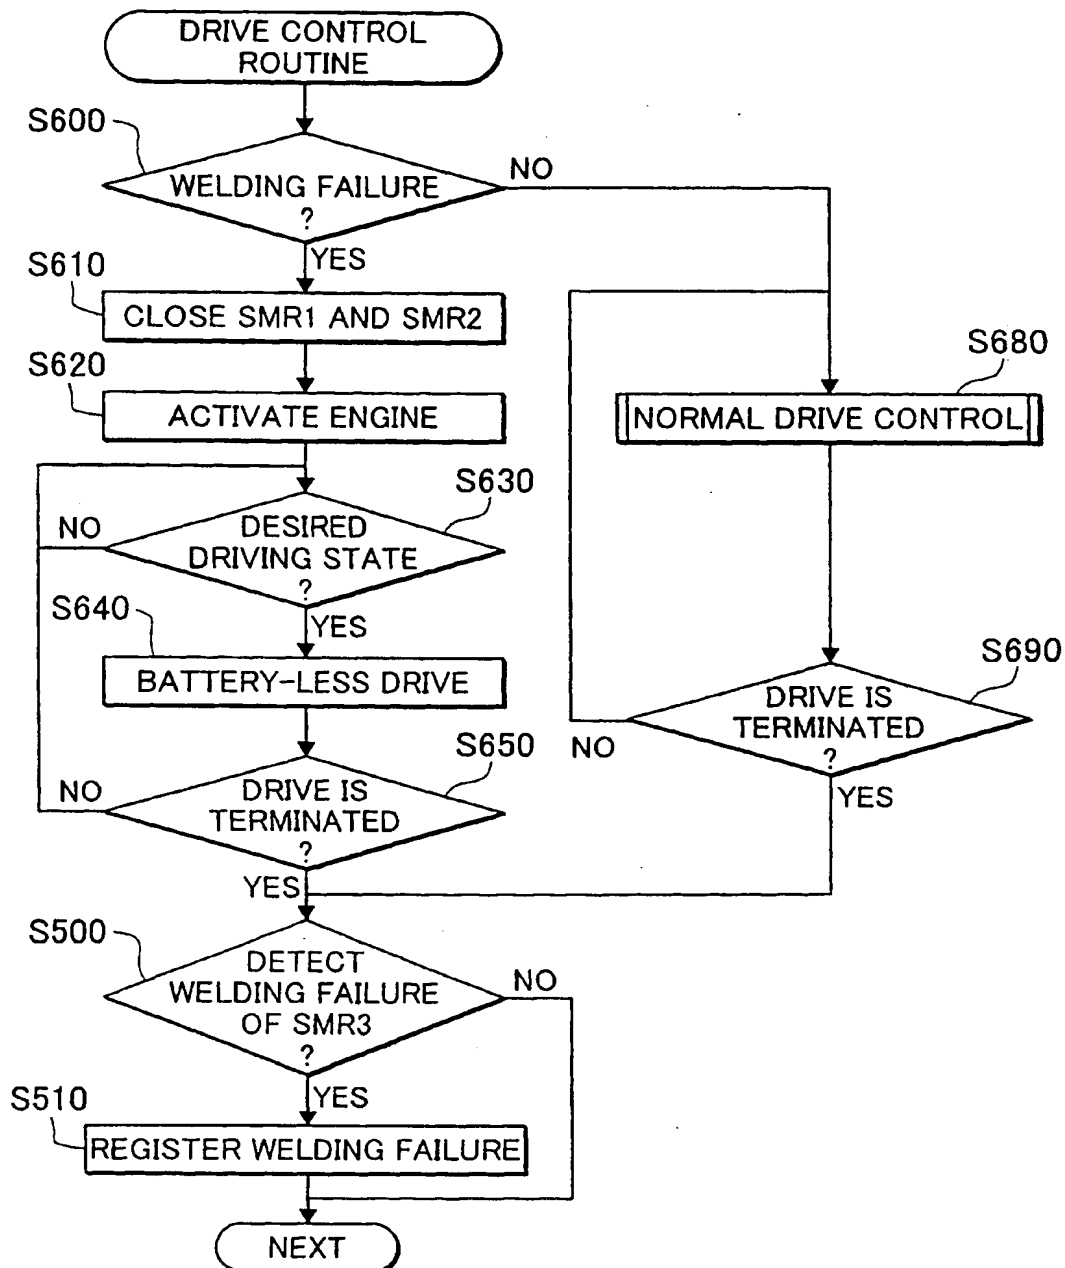 DRIVE CONTROL
ROUTINE
S600
WELDING FAILURE
?
NO
YES
S610
CLOSE SMR1 AND SMR2
S620
ACTIVATE ENGINE
S680
NORMAL DRIVE CONTROL
S630
NO
DESIRED
DRIVING STATE
?
YES
S640
BATTERY-LESS DRIVE
S690
DRIVE IS
TERMINATED
?
NO
YES
S650
NO
DRIVE IS
TERMINATED
?
YES
S500
DETECT
WELDING FAILURE
OF SMR3
?
NO
YES
S510
REGISTER WELDING FAILURE
NEXT